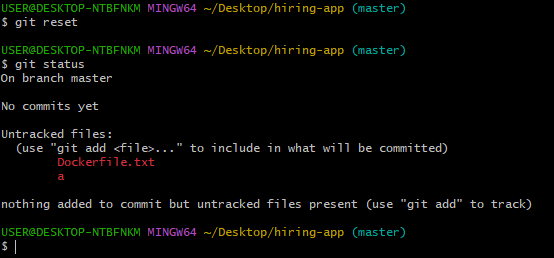 USER@DESKTOP-NTBFNKM MINGW64 ~/Desktop/hiring-app (master)
$ git reset
USER@DESKTOP-NTBFNKM MINGW64 ~/Desktop/hiring-app (master)
$ git status
On branch master
No commits yet
Untracked files:
  (use "git add <file>..." to include in what will be committed)
        Dockerfile.txt
        a
nothing added to commit but untracked files present (use "git add" to track)
USER@DESKTOP-NTBFNKM MINGW64 ~/Desktop/hiring-app (master)
$